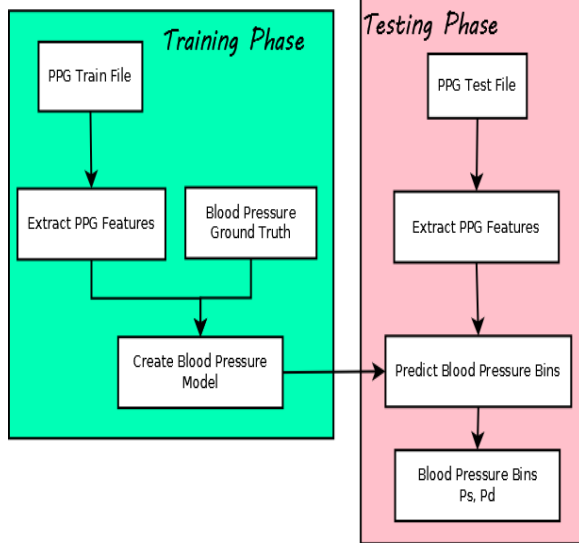 Training Phase
PPG Train File
Extract PPG Features
Blood Pressure
Ground Truth
Create Blood Pressure
Model
Testing Phase
PPG Test File
Extract PPG Features
Predict Blood Pressure Bins
Blood Pressure Bins
Ps, Pd